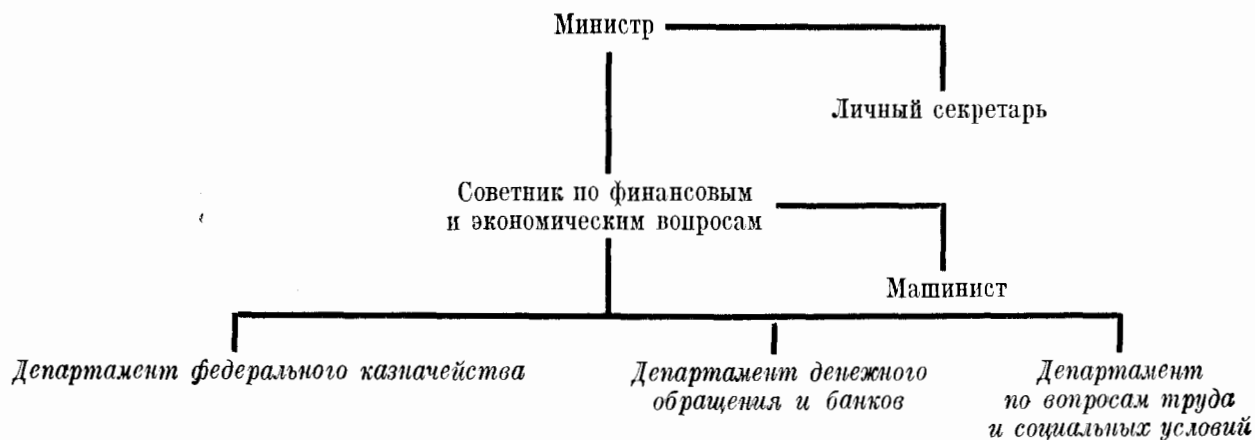 Министр
Личный секретарь
Советник по финансовым
и экономическим вопросам
Машинист
Департамент федерального казначейства
Департамент денежного
обращения и банков
Департамент
по вопросам труда
и социальных условий